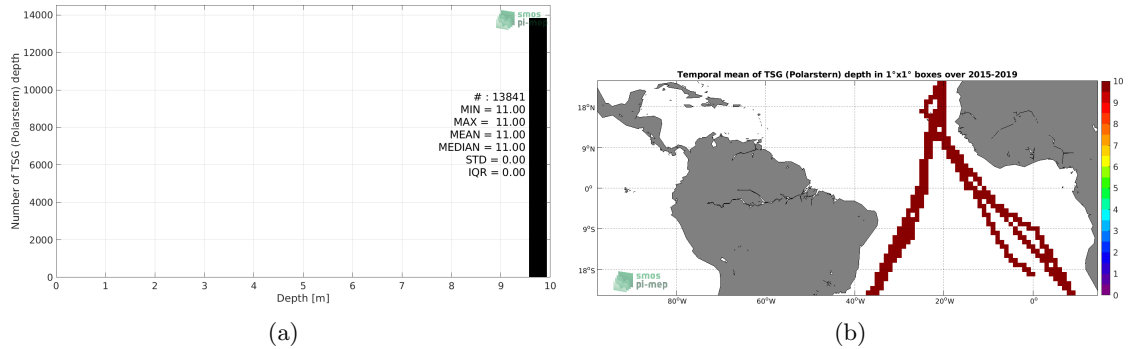 14000
12000
10000
8000
6000
4000
2000
0
Number of TSG (Polarstern) depth
smos
pi-mep
# : 13841
MIN = 11.00
MAX = 11.00
MEAN = 11.00
MEDIAN = 11.00
STD = 0.00
IQR = 0.00
0 1 2 3 4 5 6 7 8 9 10
Depth [m]
(a)
Temporal mean of TSG (Polarstern) depth in 1°x1° boxes over 2015-2019
18°N
9°N
0°
9°S
18°S
80°W 60°W 40°W 20°W 0°
smos
pi-mep
10
9
8
7
6
5
4
3
2
1
0
(b)